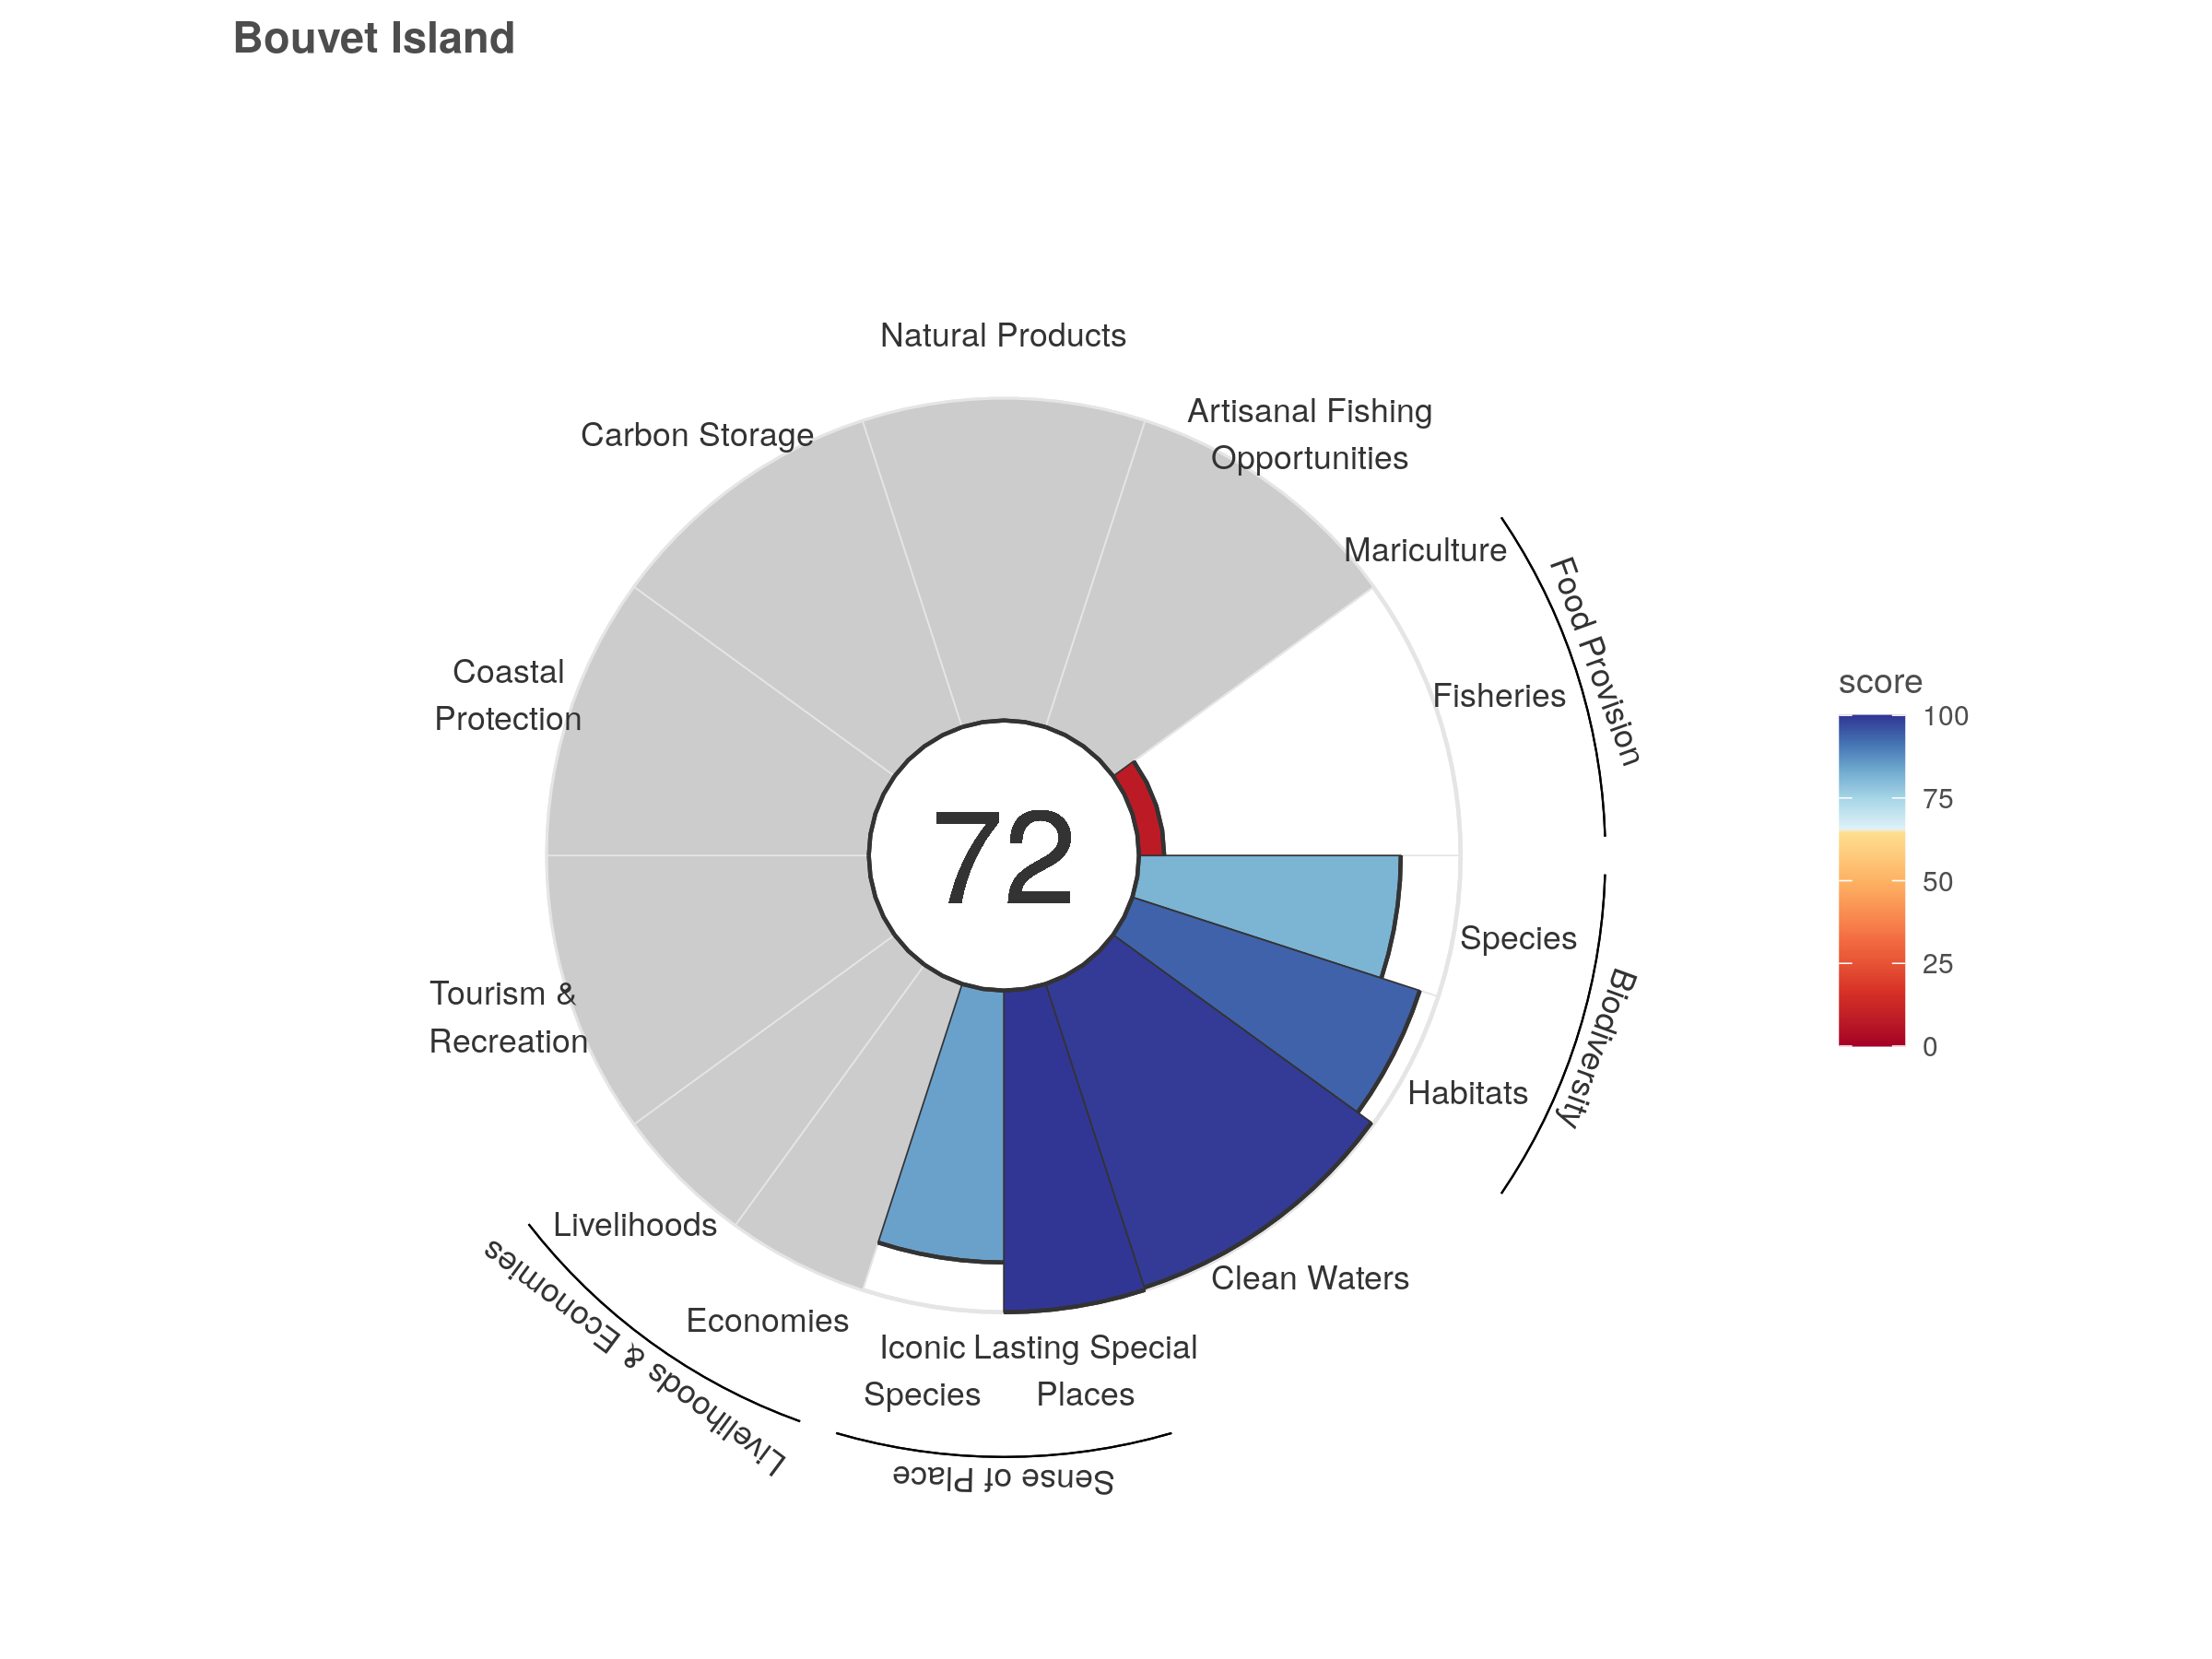 Bouvet Island
Natural Products
Artisanal Fishing
Opportunities
Carbon Storage
Mariculture
Food Provision
Fisheries
Coastal
Protection
score
100
75
50
25
0
72
Species
Biodiversity
Tourism &
Recreation
Habitats
Livelihoods
Livelihoods & Economies
Clean Waters
Economies
Iconic
Species
Lasting Special
Places
Sense of Place